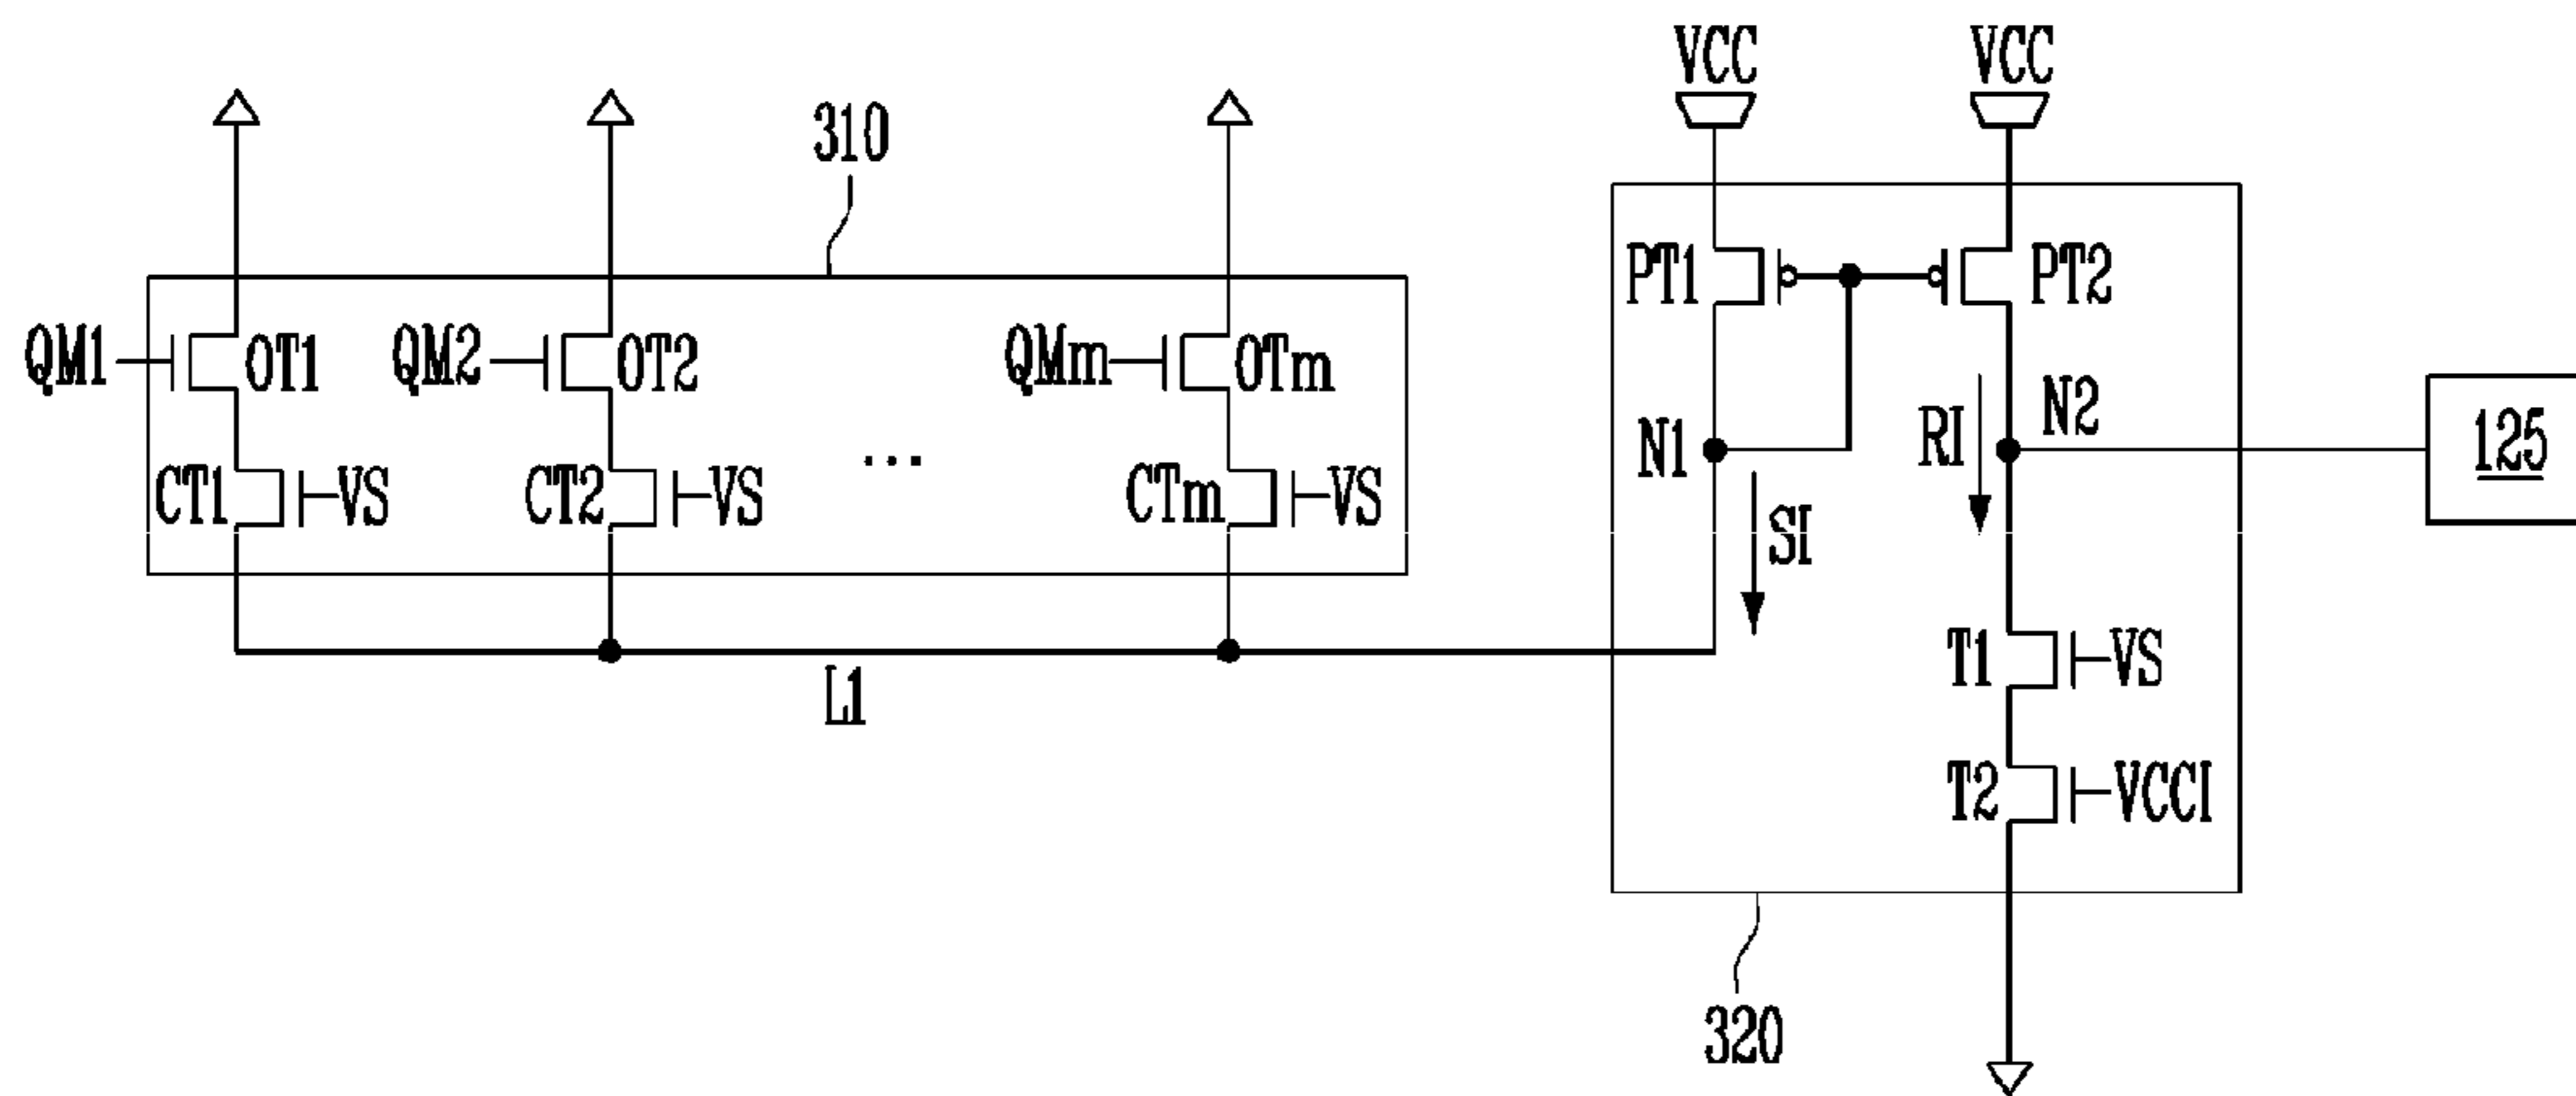 VCC VCC
310
PT1 PT2
QM1 OT1 QM2 OT2 QMm OTm
N1 RI N2 125
CT1 VS CT2 VS ... CTm VS
SI
T1 VS
L1
T2 VCCI
320